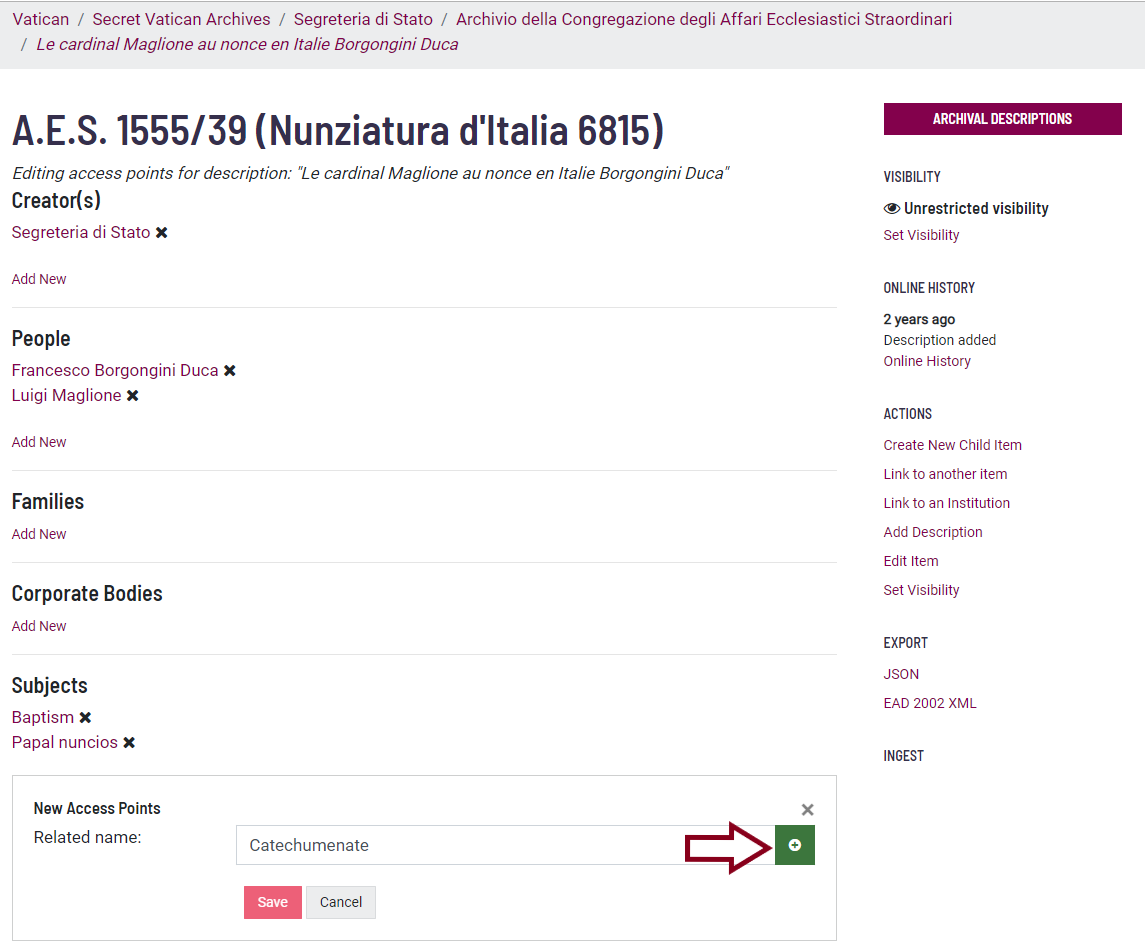 Vatican / Secret Vatican Archives / Segreteria di Stato / Archivio della Congregazione degli Affari Ecclesiastici Straordinari
/ Le cardinal Maglione au nonce en Italie Borgongini Duca
A.E.S. 1555/39 (Nunziatura d'Italia 6815)
Editing access points for description: "Le cardinal Maglione au nonce en Italie Borgongini Duca"
Creator(s)
Segreteria di Stato ✖
Add New
People
Francesco Borgongini Duca ✖
Luigi Maglione ✖
Add New
Families
Add New
Corporate Bodies
Add New
Subjects
Baptism ✖
Papal nuncios ✖
New Access Points
Related name:
Catechumenate
Save Cancel
ARCHIVAL DESCRIPTIONS
VISIBILITY
Unrestricted visibility
Set Visibility
ONLINE HISTORY
2 years ago
Description added
Online History
ACTIONS
Create New Child Item
Link to another item
Link to an Institution
Add Description
Edit Item
Set Visibility
EXPORT
JSON
EAD 2002 XML
INGEST